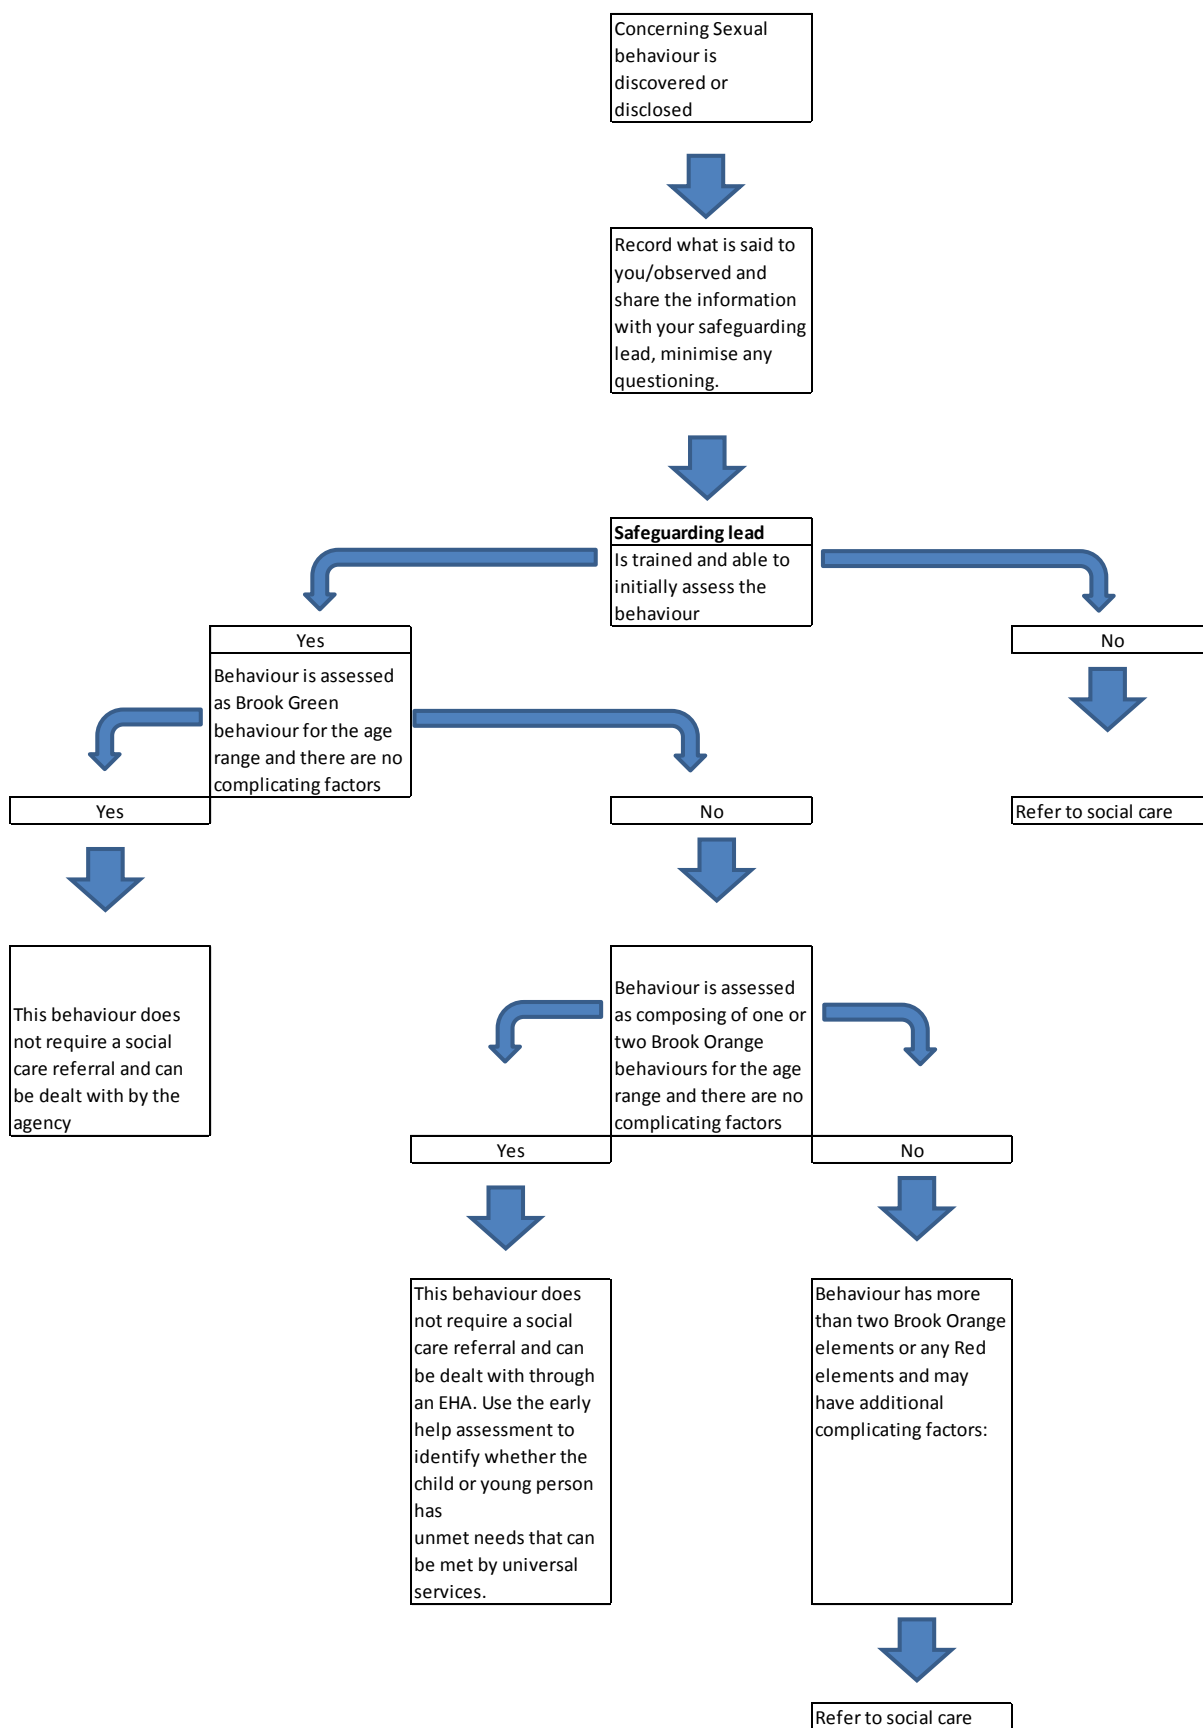 Concerning Sexual
behaviour is
discovered or
disclosed
Record what is said to
you/observed and
share the information
with your safeguarding
lead, minimise any
questioning.
Safeguarding lead
Is trained and able to
initially assess the
behaviour
Yes
No
Behaviour is assessed
as Brook Green
behaviour for the age
range and there are no
complicating factors
Yes
No
Refer to social care
This behaviour does
not require a social
care referral and can
be dealt with by the
agency
Behaviour is assessed
as composing of one or
two Brook Orange
behaviours for the age
range and there are no
complicating factors
Yes
No
This behaviour does
not require a social
care referral and can
be dealt with through
an EHA. Use the early
help assessment to
identify whether the
child or young person
has
unmet needs that can
be met by universal
services.
Behaviour has more
than two Brook Orange
elements or any Red
elements and may
have additional
complicating factors:
Refer to social care